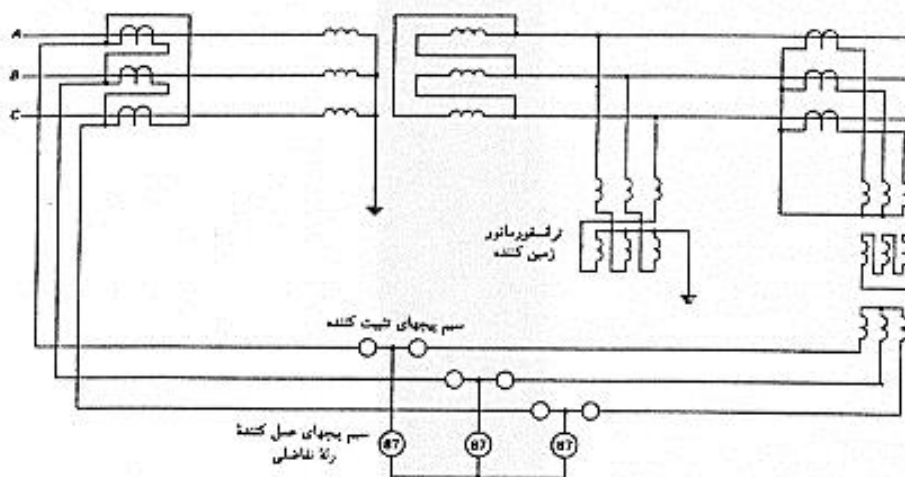 A
B
C
ترانسفورماتور
زمین کننده
سیم پیچهای تثبیت کننده
سیم پیچهای عمل کنندهٔ
رلهٔ تفاضلی
87
87
87